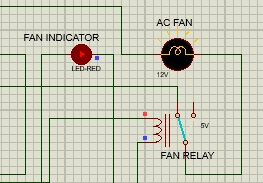 AC FAN
FAN INDICATOR
LED-RED
12V
5V
FAN RELAY